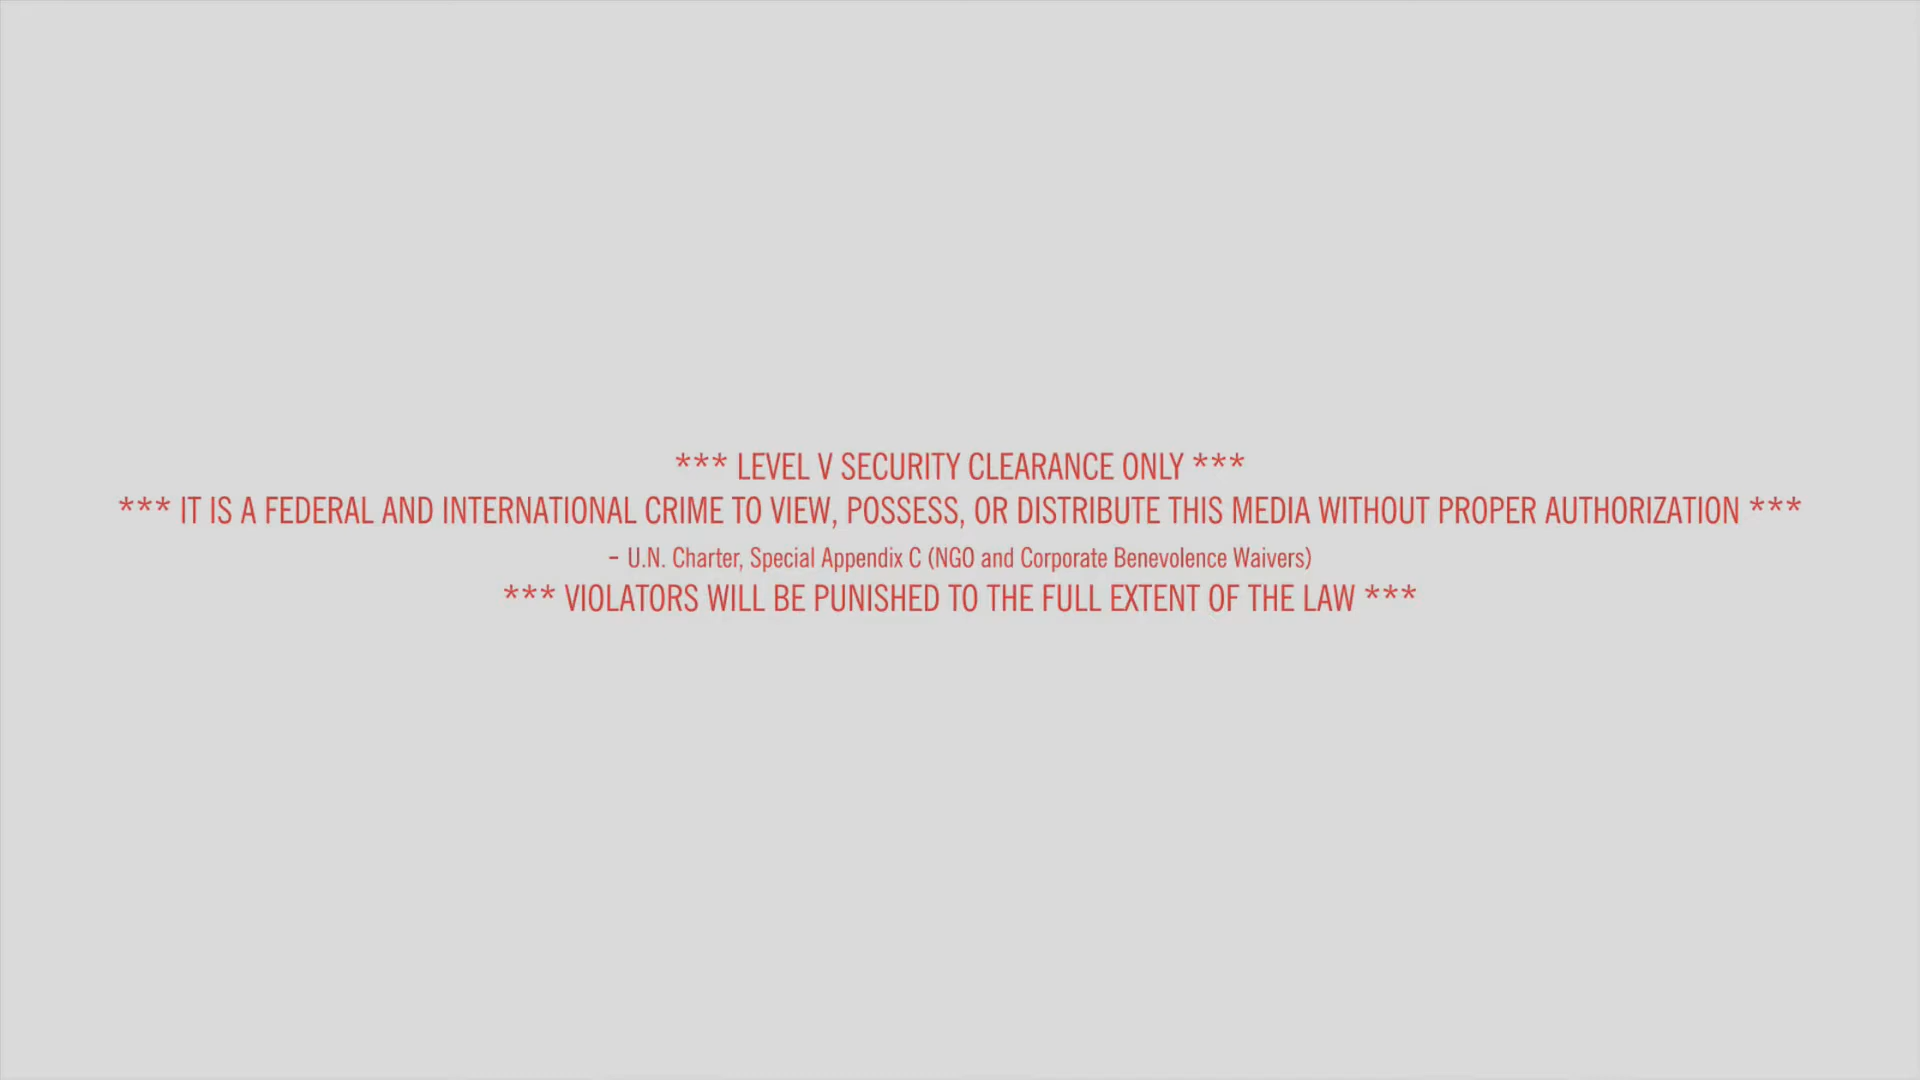 *** LEVEL V SECURITY CLEARANCE ONLY ***
*** IT IS A FEDERAL AND INTERNATIONAL CRIME TO VIEW, POSSESS, OR DISTRIBUTE THIS MEDIA WITHOUT PROPER AUTHORIZATION ***
– U.N. Charter, Special Appendix C (NGO and Corporate Benevolence Waivers)
*** VIOLATORS WILL BE PUNISHED TO THE FULL EXTENT OF THE LAW ***